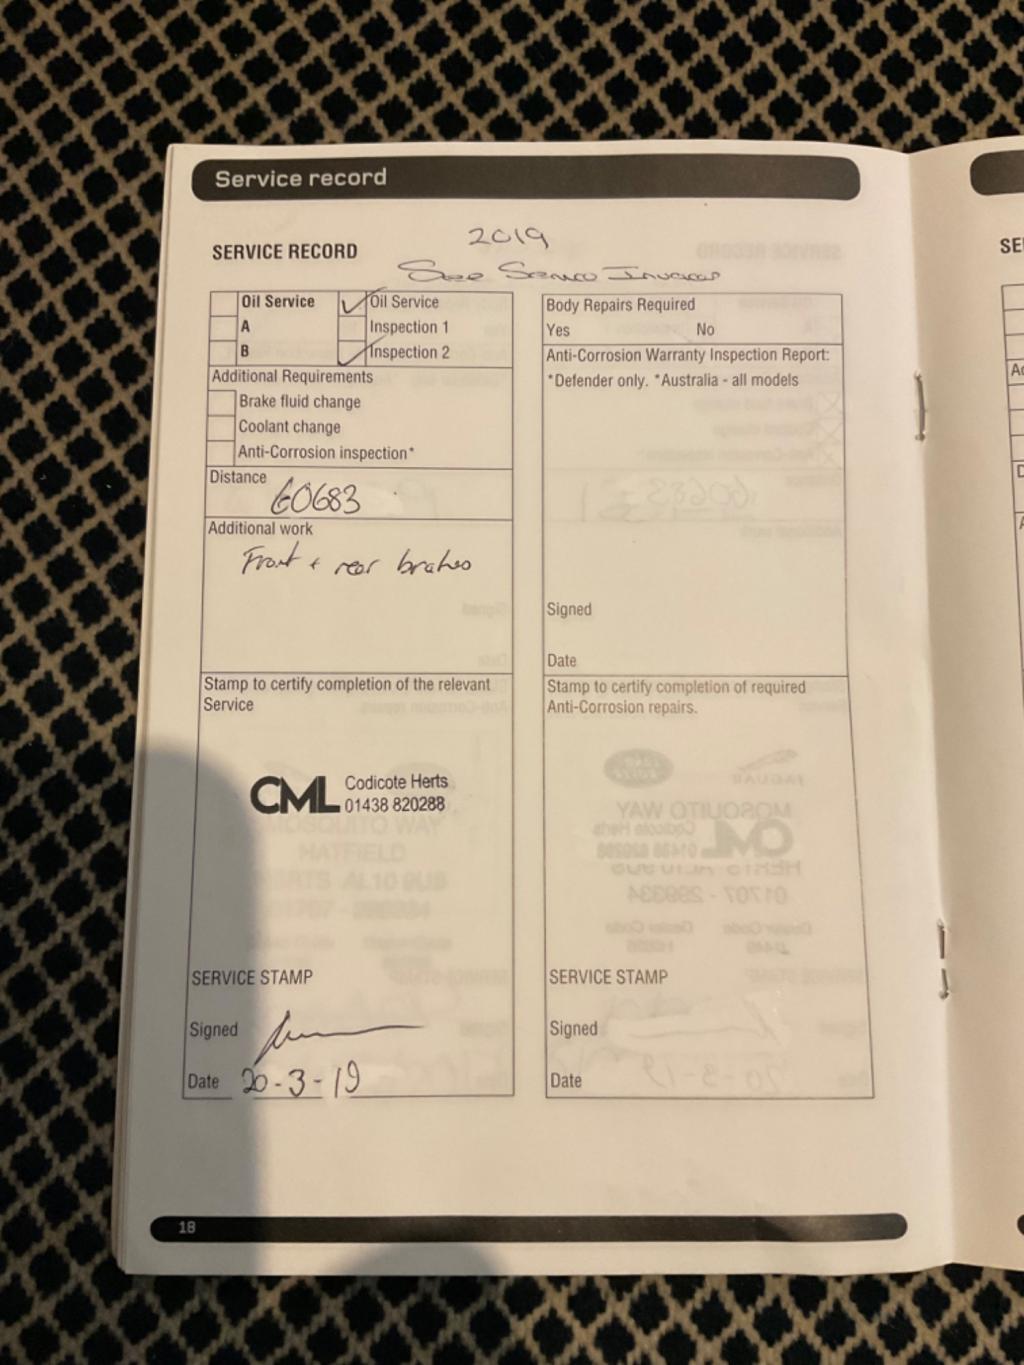 Service record
2019
SERVICE RECORD
See Service Invoices
Oil Service Oil Service
A Inspection 1
B Inspection 2
Additional Requirements
Brake fluid change
Coolant change
Anti-Corrosion inspection*
Distance
60683
Additional work
Front + rear brakes
Stamp to certify completion of the relevant
Service
CML Codicote Herts
01438 820288
SERVICE STAMP
Signed
Date 20-3-19
Body Repairs Required
Yes No
Anti-Corrosion Warranty Inspection Report:
*Defender only. *Australia - all models
Signed
Date
Stamp to certify completion of required
Anti-Corrosion repairs.
SERVICE STAMP
Signed
Date
18